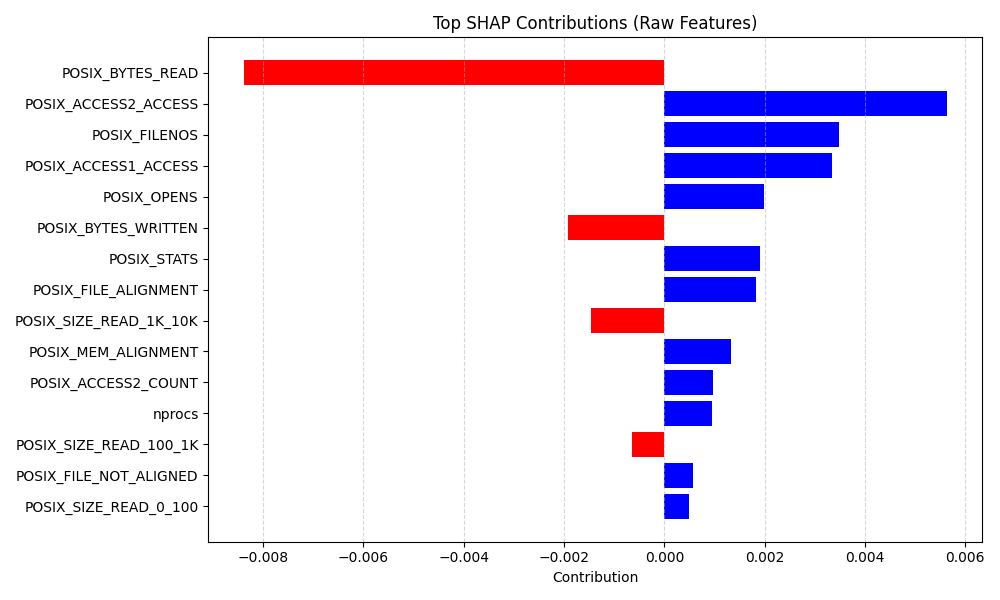 Top SHAP Contributions (Raw Features)
POSIX_BYTES_READ
POSIX_ACCESS2_ACCESS
POSIX_FILENOS
POSIX_ACCESS1_ACCESS
POSIX_OPENS
POSIX_BYTES_WRITTEN
POSIX_STATS
POSIX_FILE_ALIGNMENT
POSIX_SIZE_READ_1K_10K
POSIX_MEM_ALIGNMENT
POSIX_ACCESS2_COUNT
nprocs
POSIX_SIZE_READ_100_1K
POSIX_FILE_NOT_ALIGNED
POSIX_SIZE_READ_0_100
−0.008 −0.006 −0.004 −0.002 0.000 0.002 0.004 0.006
Contribution